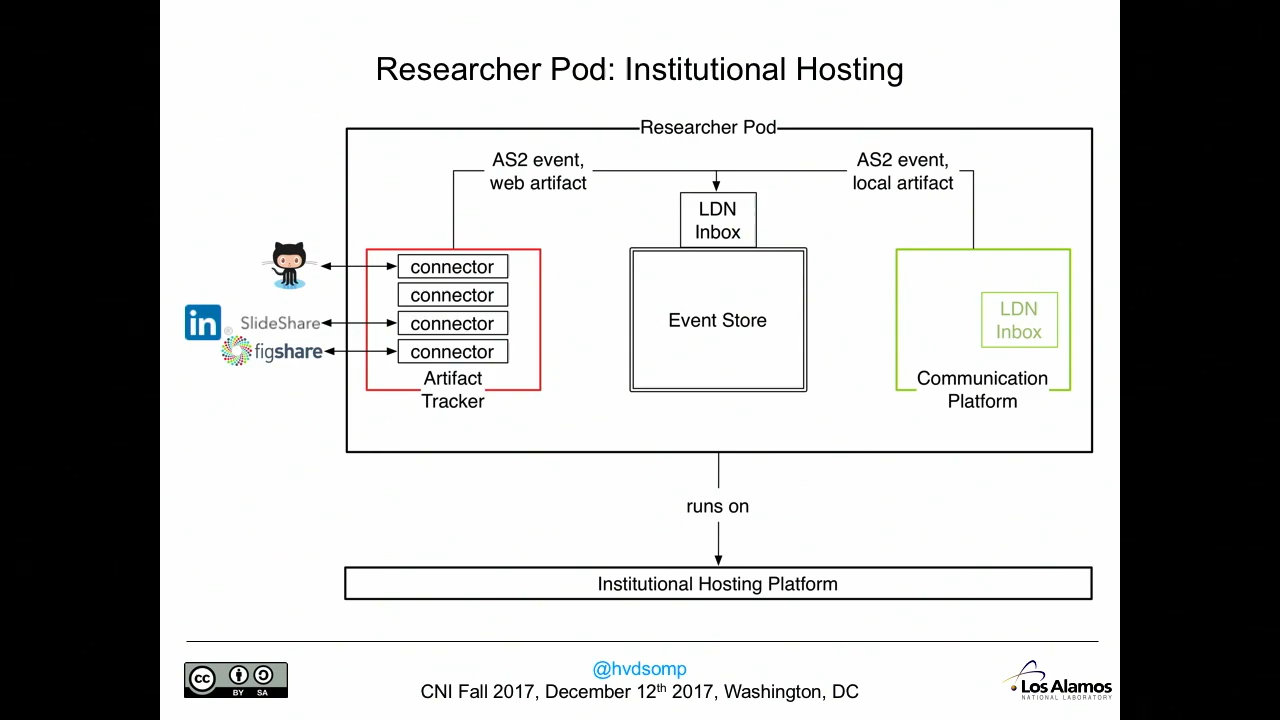 Researcher Pod: Institutional Hosting
Researcher Pod
AS2 event,
web artifact
AS2 event,
local artifact
LDN
Inbox
connector
connector
connector
connector
Artifact
Tracker
in
®
SlideShare
figshare
Event Store
LDN
Inbox
Communication
Platform
runs on
Institutional Hosting Platform
cc
BY SA
@hvdsomp
CNI Fall 2017, December 12th 2017, Washington, DC
Los Alamos
NATIONAL LABORATORY